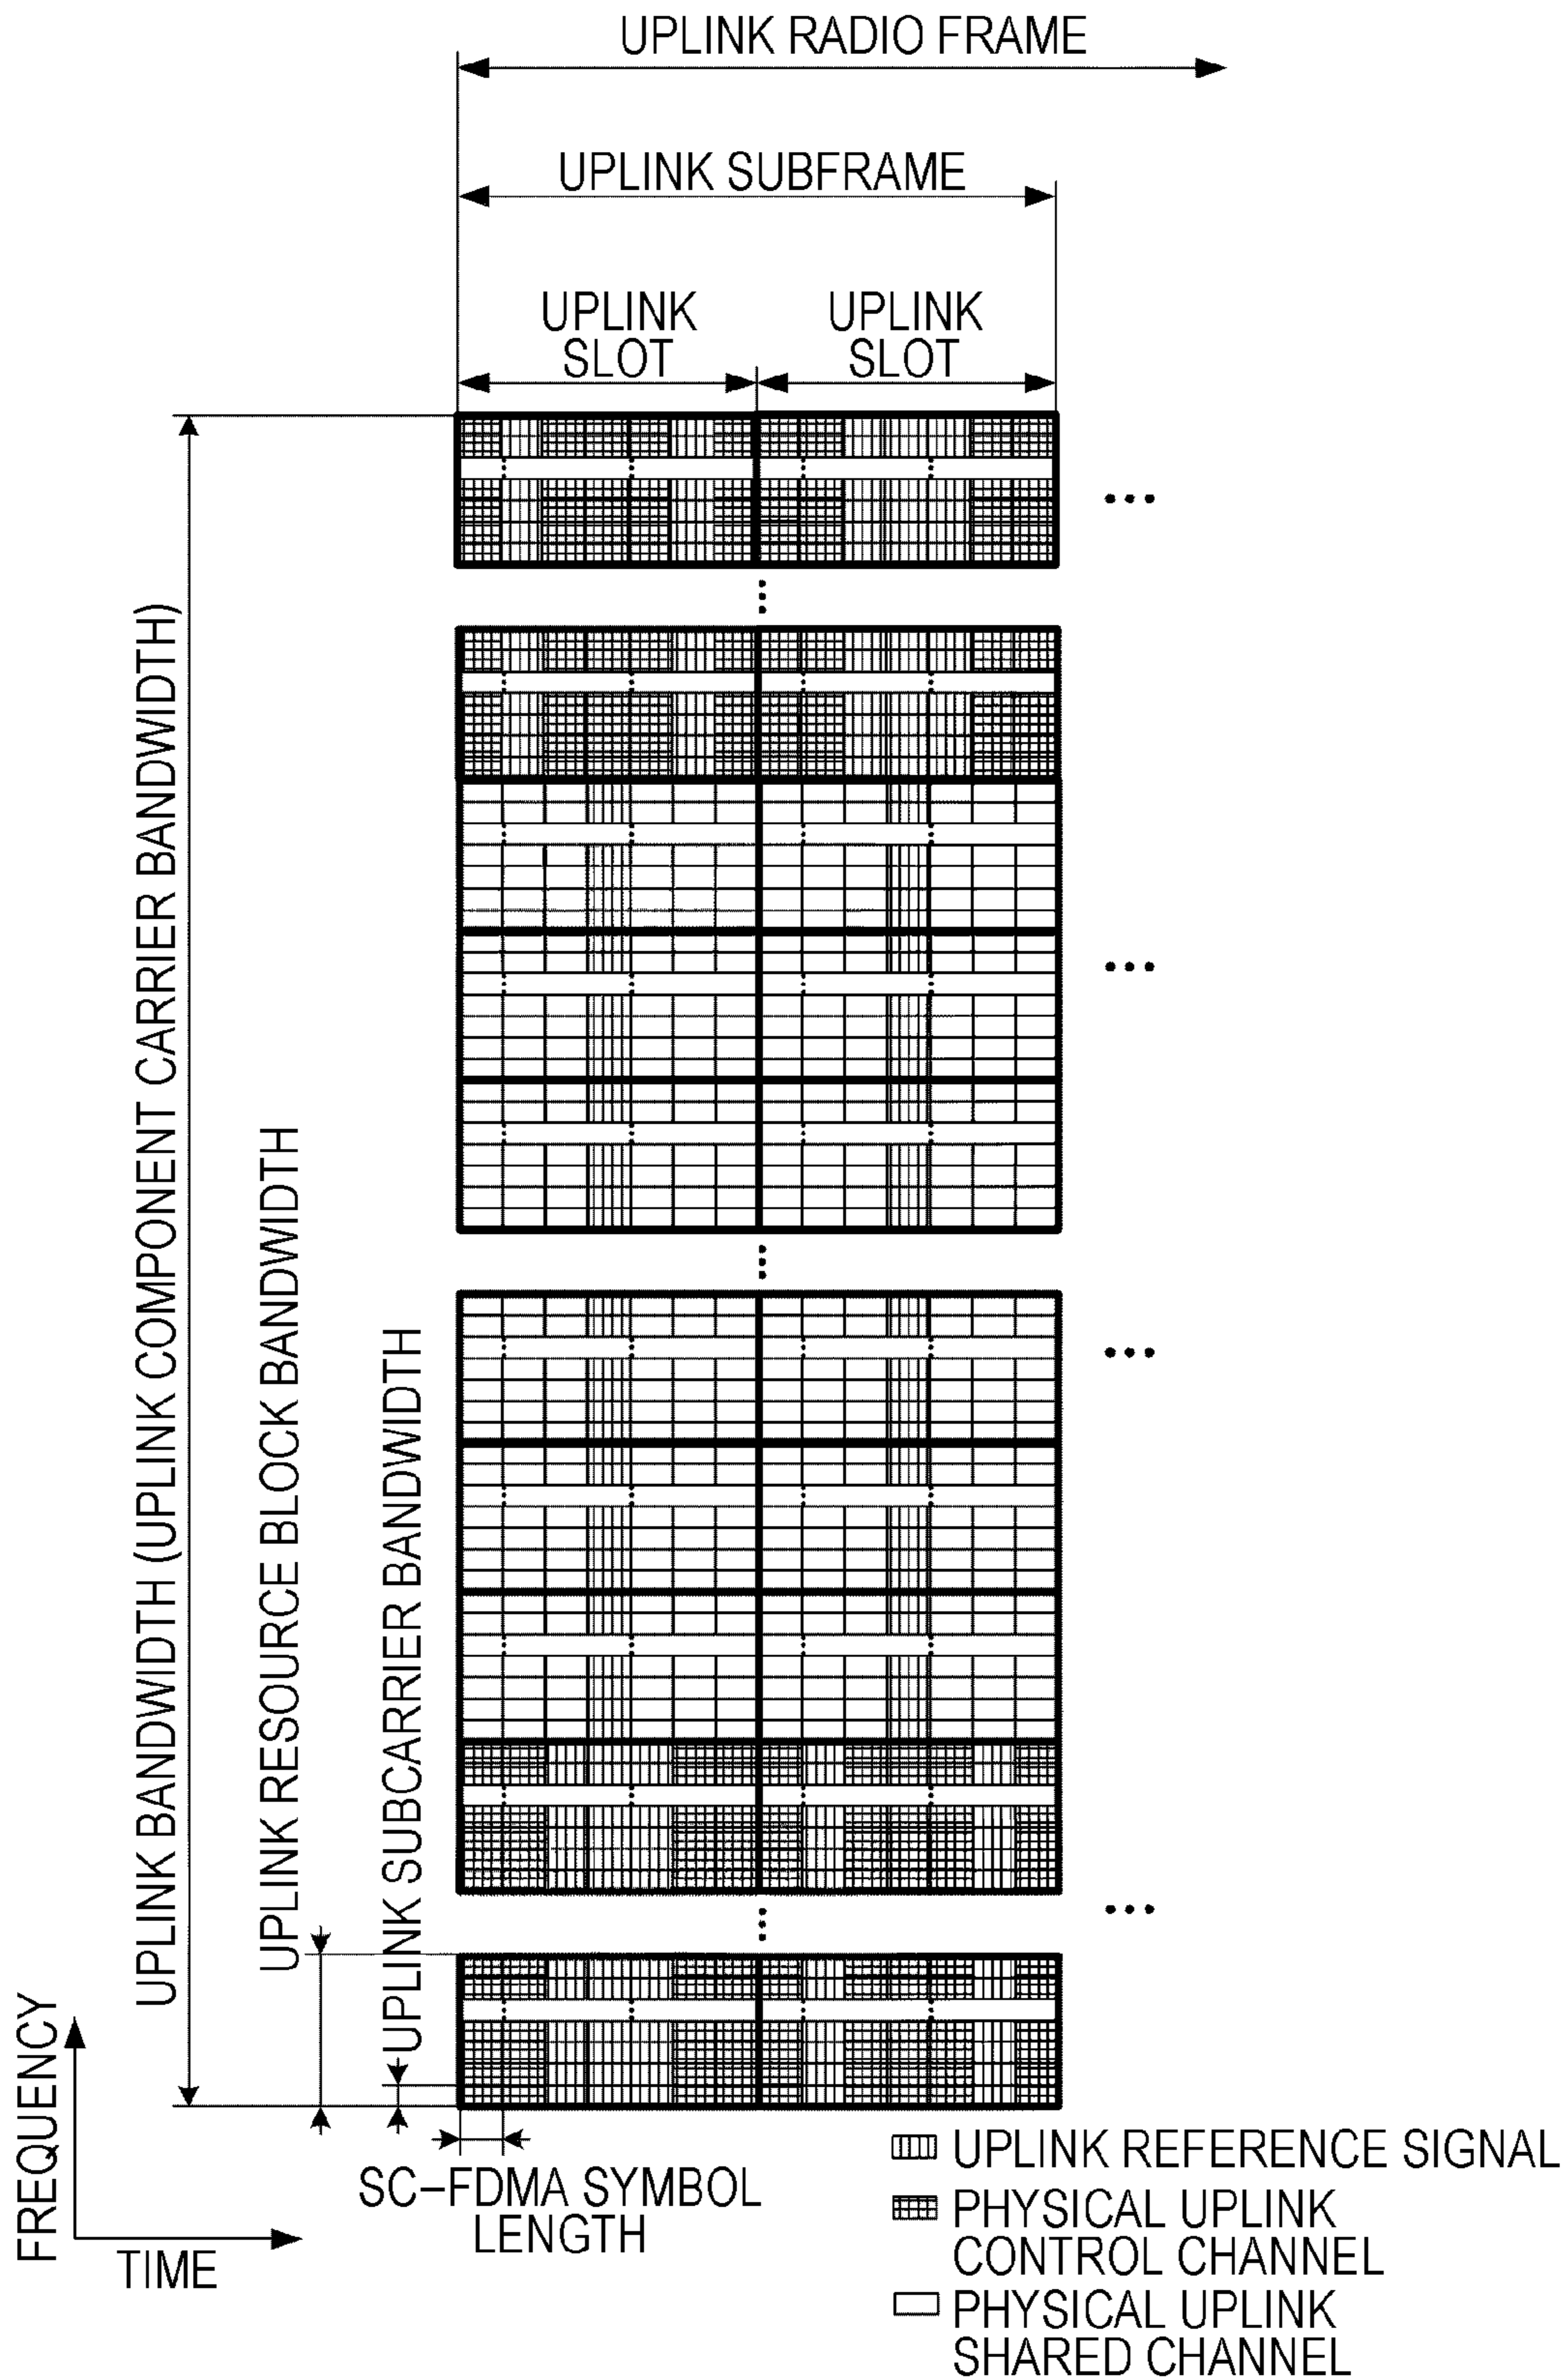 UPLINK RADIO FRAME
UPLINK SUBFRAME
UPLINK
SLOT
UPLINK
SLOT
UPLINK BANDWIDTH (UPLINK COMPONENT CARRIER BANDWIDTH)
UPLINK RESOURCE BLOCK BANDWIDTH
UPLINK SUBCARRIER BANDWIDTH
FREQUENCY
TIME
SC-FDMA SYMBOL
LENGTH
UPLINK REFERENCE SIGNAL
PHYSICAL UPLINK
CONTROL CHANNEL
PHYSICAL UPLINK
SHARED CHANNEL